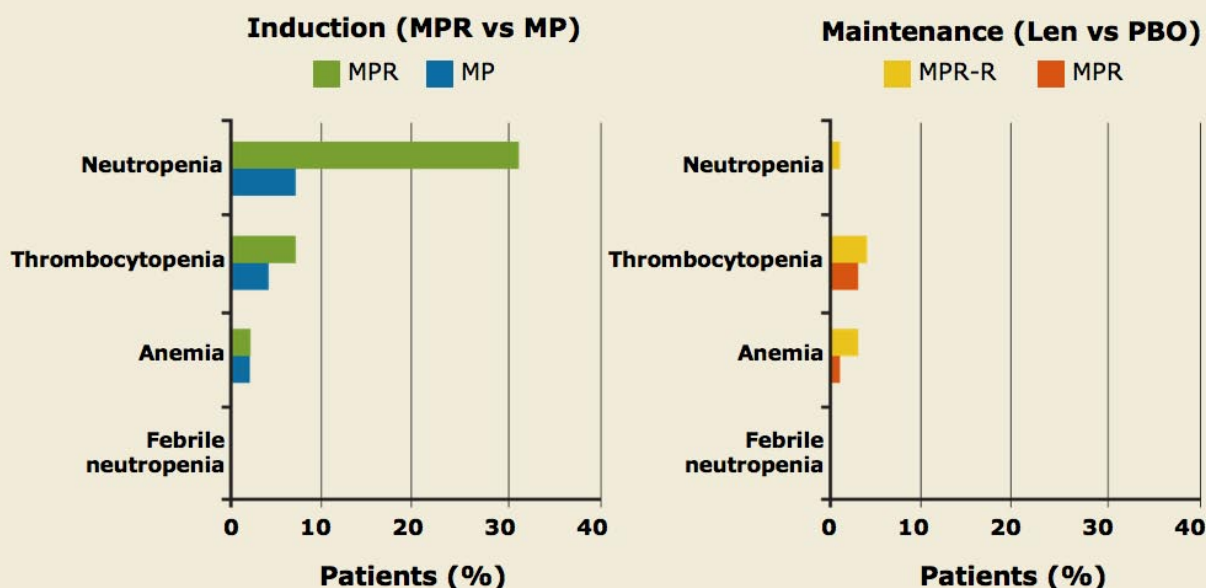 Induction (MPR vs MP)
MPR MP
Neutropenia
Thrombocytopenia
Anemia
Febrile
neutropenia
0 10 20 30 40
Patients (%)
Maintenance (Len vs PBO)
MPR-R MPR
Neutropenia
Thrombocytopenia
Anemia
Febrile
neutropenia
0 10 20 30 40
Patients (%)